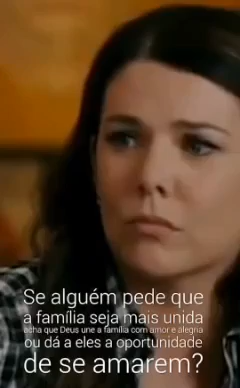 Se alguém pede que
a família seja mais unida
acha que Deus une a família com amor e alegria
ou dá a eles a oportunidade
de se amarem?